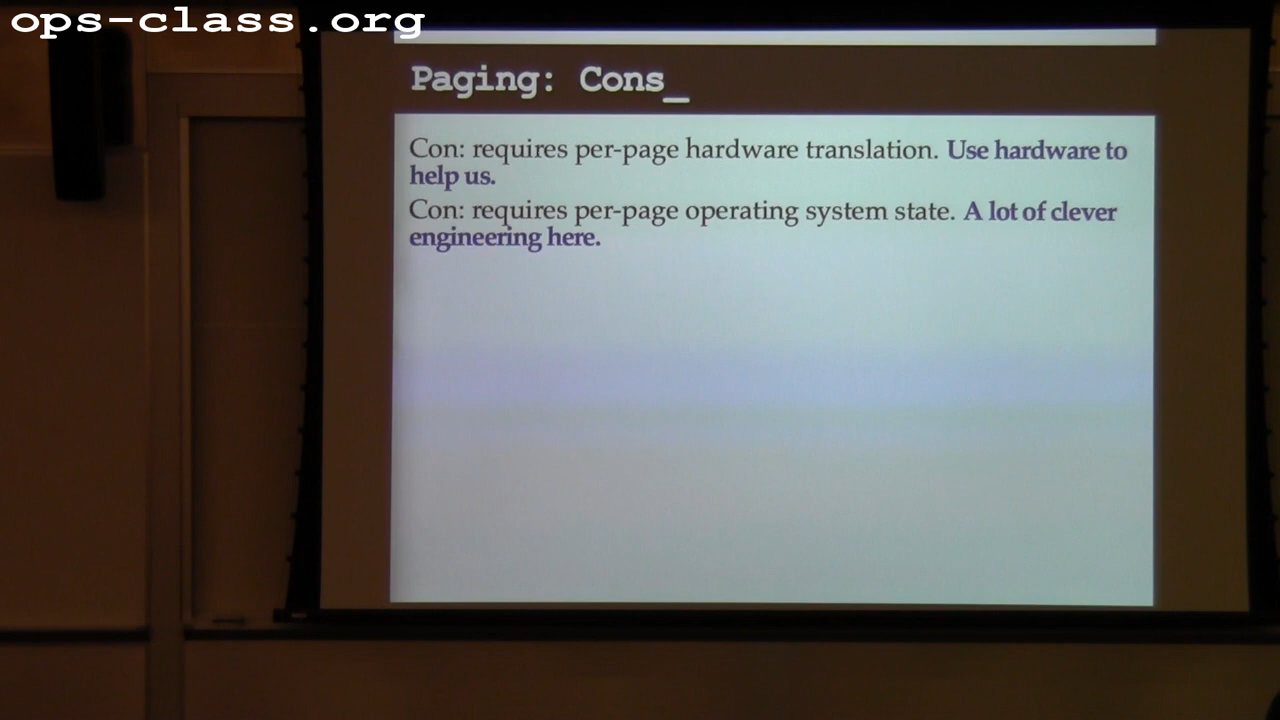 ops-class.org
Paging: Cons_
Con: requires per-page hardware translation. Use hardware to
help us.
Con: requires per-page operating system state. A lot of clever
engineering here.